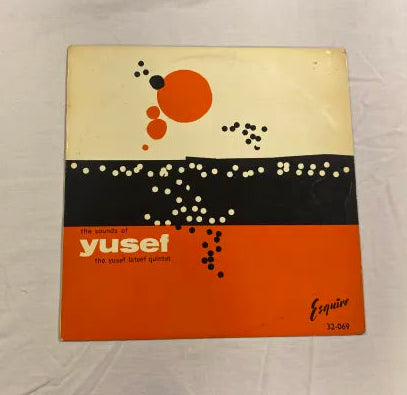 the sounds of
yusef
the yusef lateef quintet
Esquire
32-069